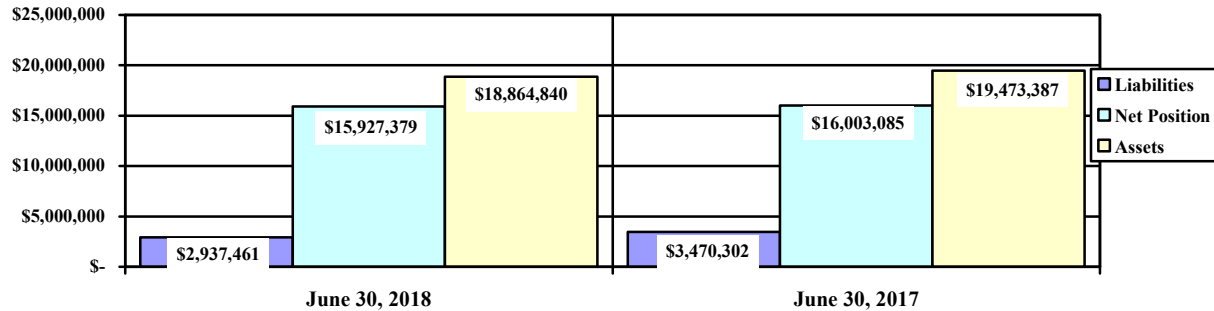 $25,000,000
$20,000,000
$15,000,000
$10,000,000
$5,000,000
$-
$18,864,840
$15,927,379
$2,937,461
$19,473,387
$16,003,085
$3,470,302
June 30, 2018
June 30, 2017
Liabilities
Net Position
Assets